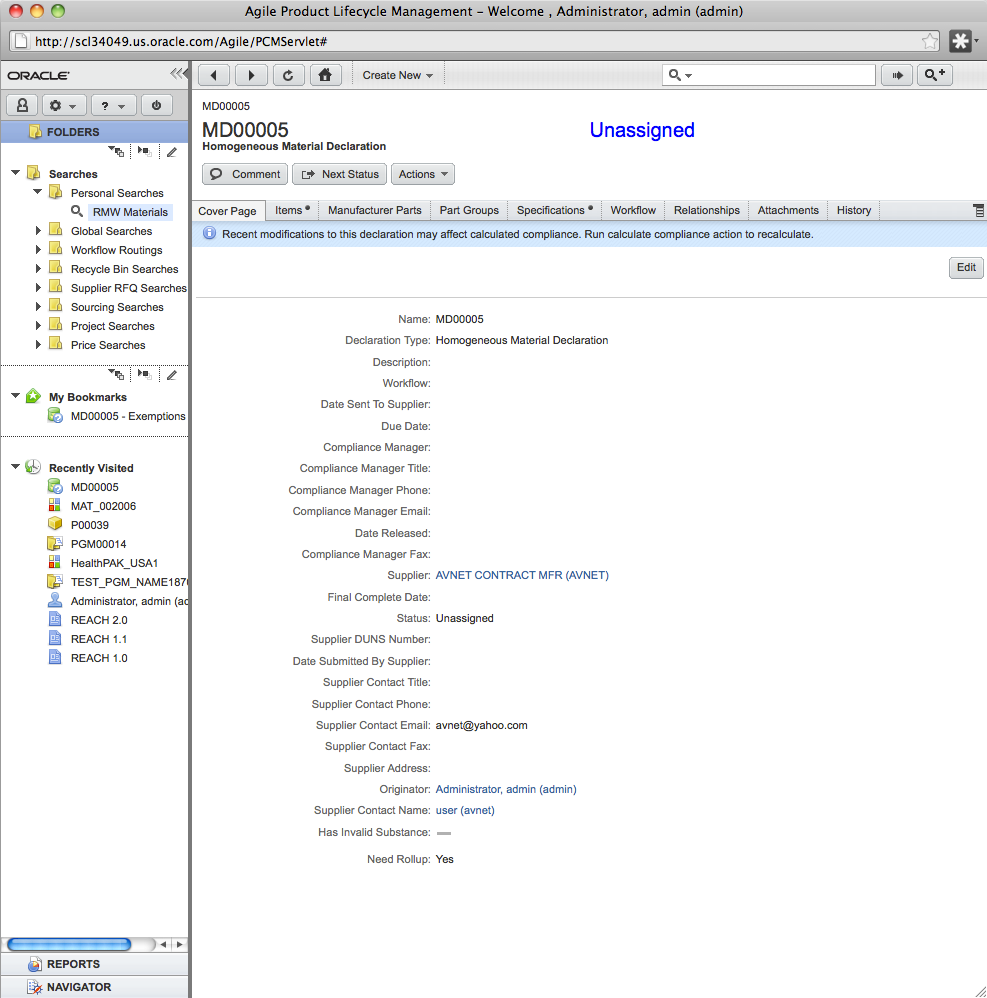 Agile Product Lifecycle Management – Welcome , Administrator, admin (admin)
http://scl34049.us.oracle.com/Agile/PCMServlet#
ORACLE
Create New
? 
FOLDERS
Searches
Personal Searches
RMW Materials
Global Searches
Workflow Routings
Recycle Bin Searches
Supplier RFQ Searches
Sourcing Searches
Project Searches
Price Searches
My Bookmarks
MD00005 - Exemptions
Recently Visited
MD00005
MAT_002006
P00039
PGM00014
HealthPAK_USA1
TEST_PGM_NAME187
Administrator, admin (ad
REACH 2.0
REACH 1.1
REACH 1.0
REPORTS
NAVIGATOR
MD00005
MD00005
Unassigned
Homogeneous Material Declaration
Comment Next Status Actions
Cover Page Items Manufacturer Parts Part Groups Specifications Workflow Relationships Attachments History
Recent modifications to this declaration may affect calculated compliance. Run calculate compliance action to recalculate.
Edit
Name: MD00005
Declaration Type: Homogeneous Material Declaration
Description:
Workflow:
Date Sent To Supplier:
Due Date:
Compliance Manager:
Compliance Manager Title:
Compliance Manager Phone:
Compliance Manager Email:
Date Released:
Compliance Manager Fax:
Supplier: AVNET CONTRACT MFR (AVNET)
Final Complete Date:
Status: Unassigned
Supplier DUNS Number:
Date Submitted By Supplier:
Supplier Contact Title:
Supplier Contact Phone:
Supplier Contact Email: avnet@yahoo.com
Supplier Contact Fax:
Supplier Address:
Originator: Administrator, admin (admin)
Supplier Contact Name: user (avnet)
Has Invalid Substance:
Need Rollup: Yes